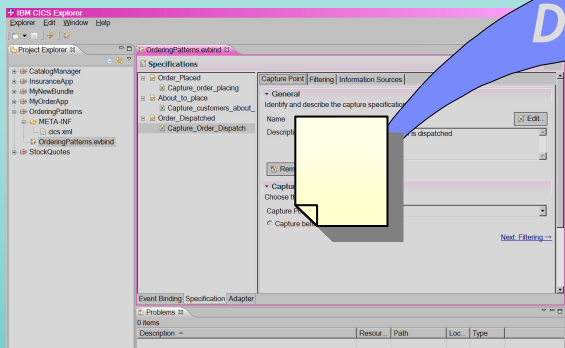 IBM CICS Explorer
Explorer Edit Window Help
D
Project Explorer
CatalogManager
InsuranceApp
MyNewBundle
MyOrderApp
OrderingPatterns
META-INF
cics.xml
OrderingPatterns.evbind
StockQuotes
OrderingPatterns.evbind
Specifications
Order_Placed
Capture_order_placing
About_to_place
Capture_customers_about_
Order_Dispatched
Capture_Order_Dispatch
Capture Point Filtering Information Sources
General
Identify and describe the capture specification
Name
Edit...
is dispatched
Choose
Capture
Next: Filtering →
Event Binding Specification Adapter
Problems
0 items
Description Resour... Path Loc... Type